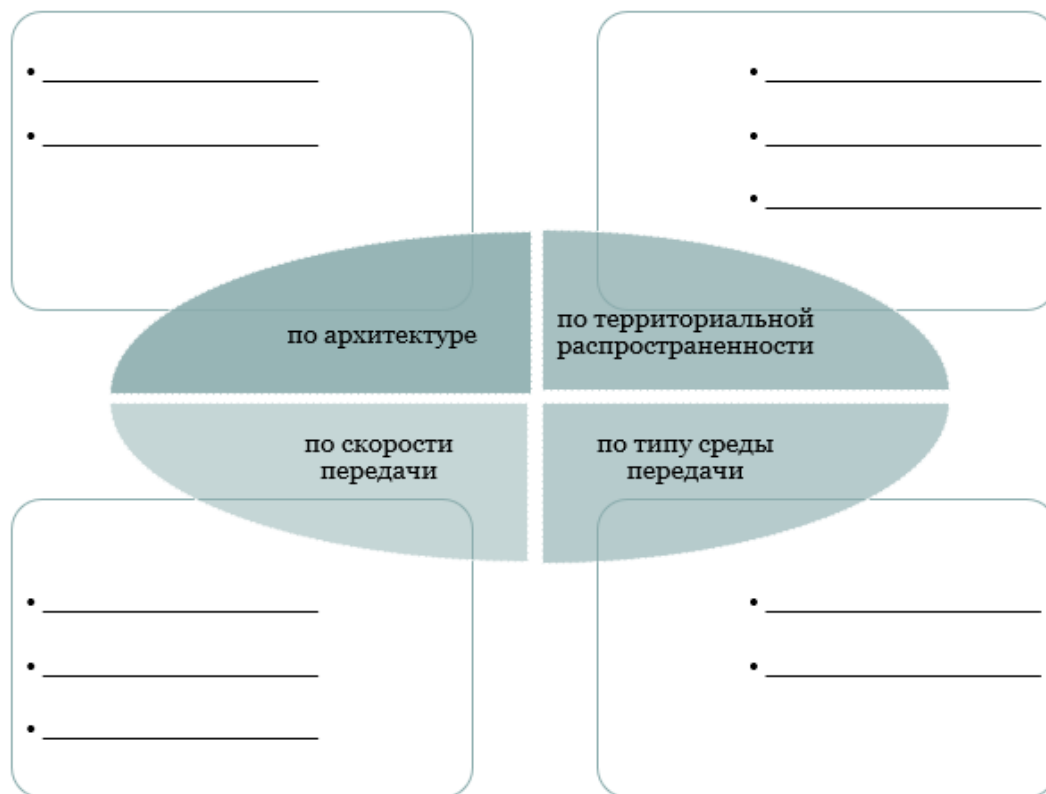 по архитектуре
по территориальной
распространенности
по скорости
передачи
по типу среды
передачи